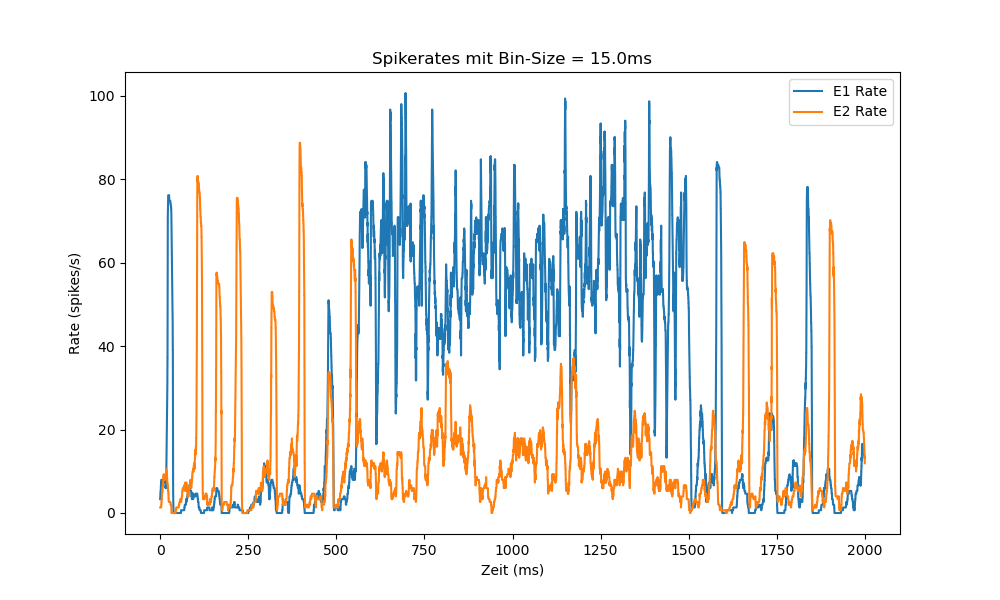 Spikerates mit Bin-Size = 15.0ms
E1 Rate
E2 Rate
100
80
60
40
20
0
Rate (spikes/s)
0 250 500 750 1000 1250 1500 1750 2000
Zeit (ms)